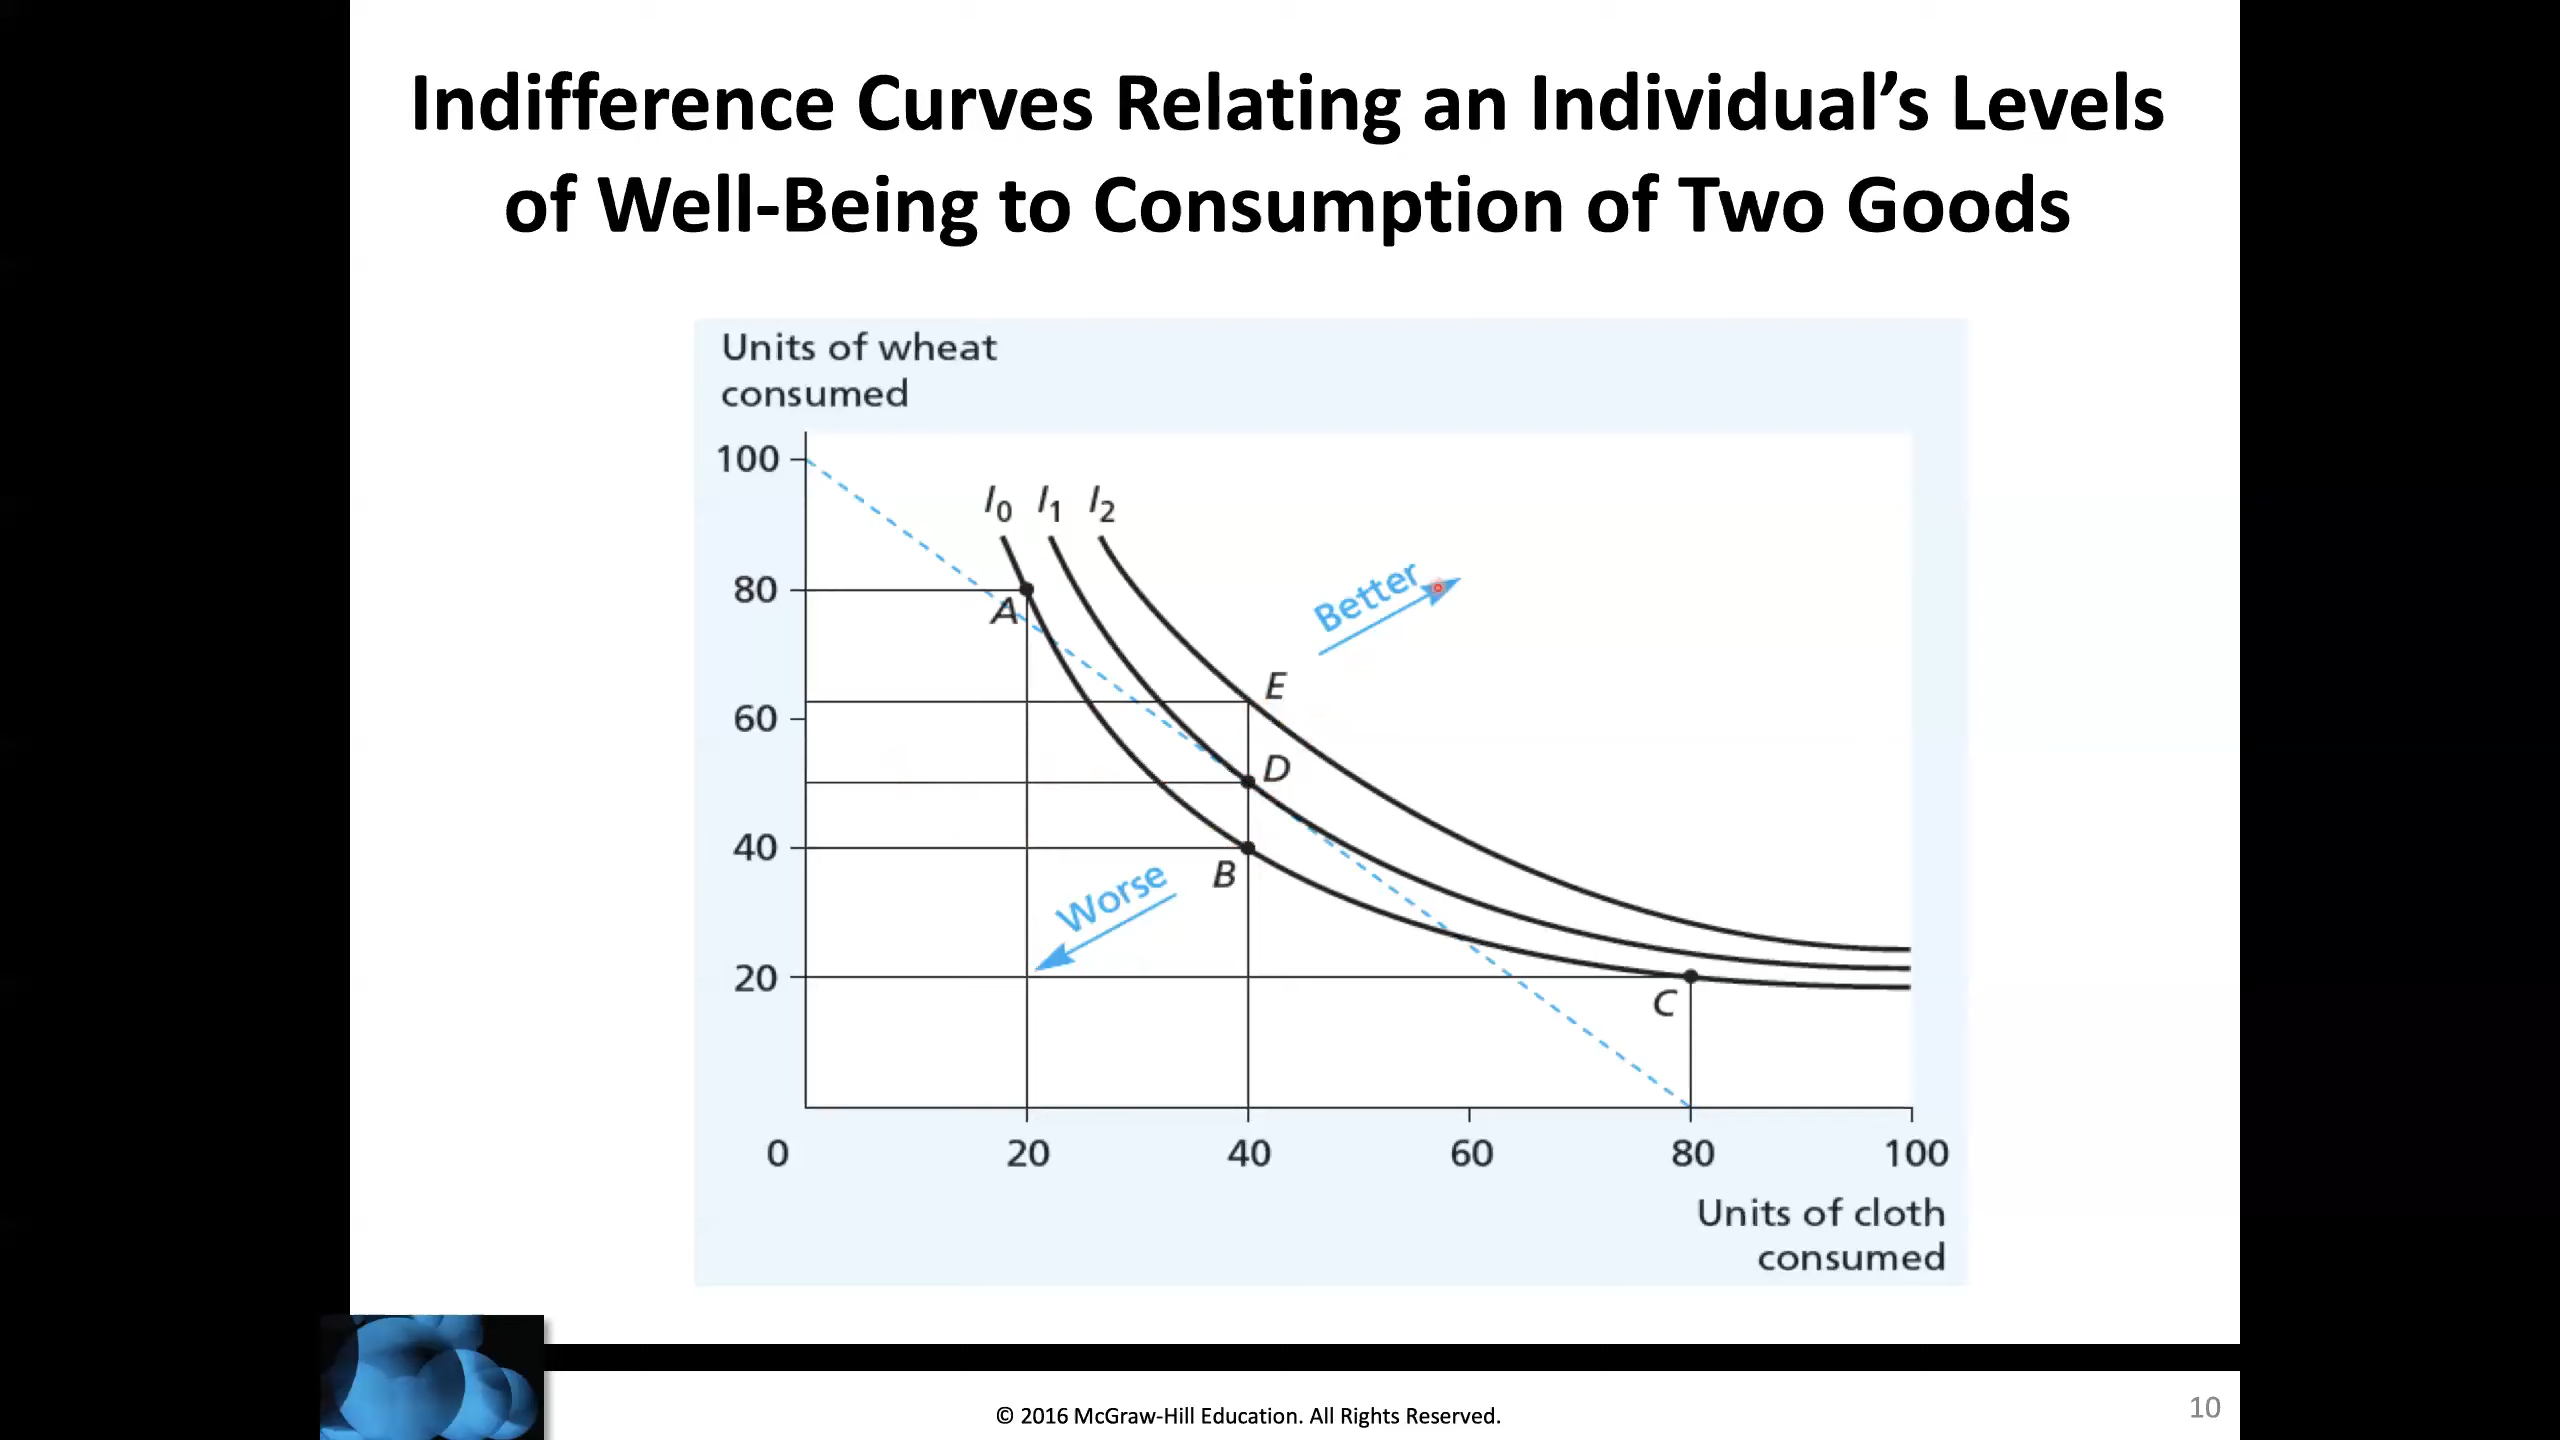 Indifference Curves Relating an Individual’s Levels
of Well-Being to Consumption of Two Goods
Units of wheat
consumed
100
I0 I1 I2
Better
80
A
E
60
D
40
B
Worse
20
C
0 20 40 60 80 100
Units of cloth
consumed
© 2016 McGraw-Hill Education. All Rights Reserved.
10